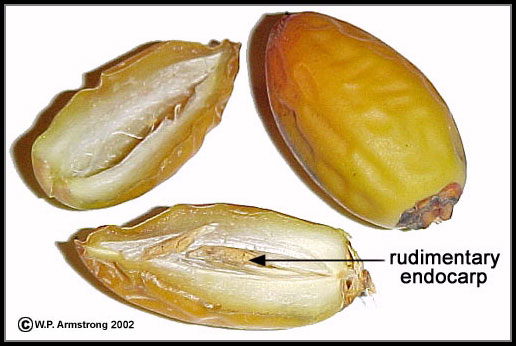 rudimentary
endocarp
©W.P. Armstrong 2002